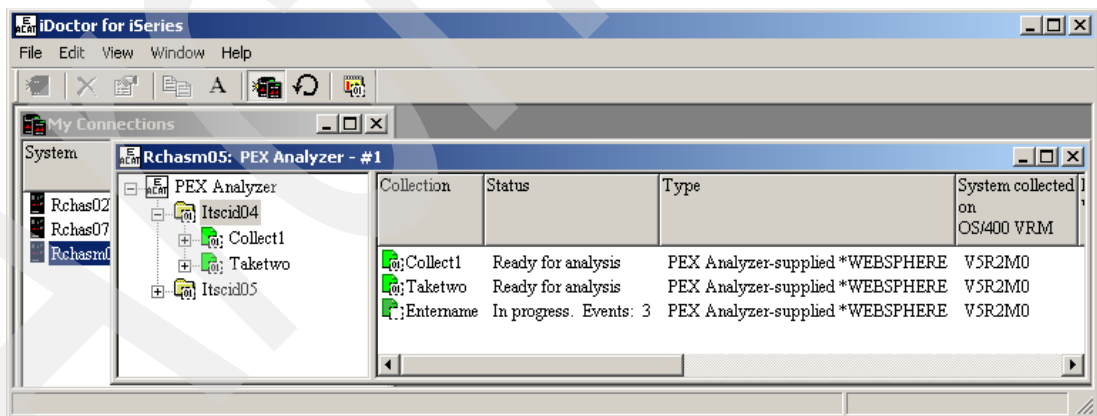 iDoctor for iSeries
File Edit View Window Help
My Connections
System
Rchas02
Rchas07
Rchasm0
Rchasm05: PEX Analyzer - #1
PEX Analyzer
Itscid04
Collect1
Taketwo
Itscid05
Collection Status Type System collected on OS/400 VRM
Collect1 Ready for analysis PEX Analyzer-supplied *WEBSPHERE V5R2M0
Taketwo Ready for analysis PEX Analyzer-supplied *WEBSPHERE V5R2M0
Entername In progress. Events: 3 PEX Analyzer-supplied *WEBSPHERE V5R2M0